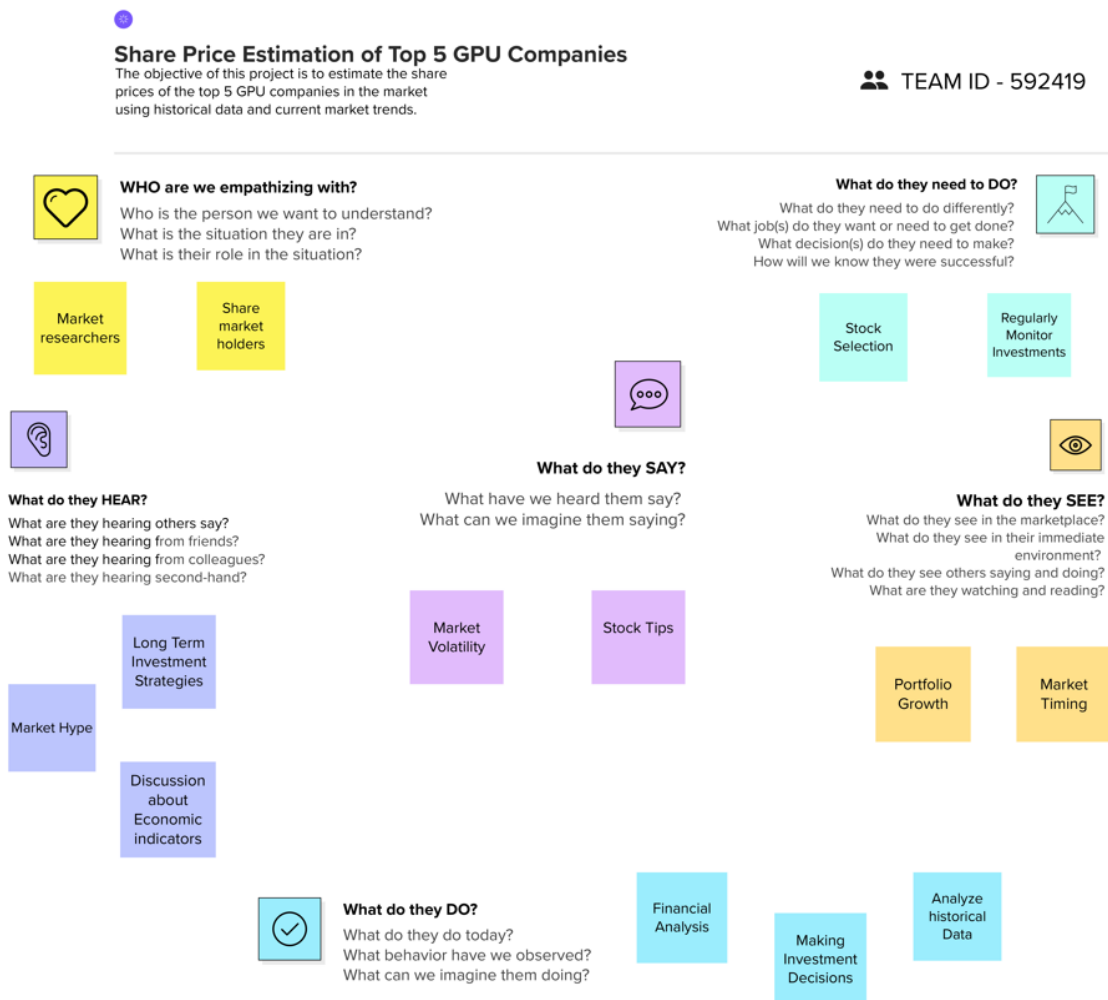 Share Price Estimation of Top 5 GPU Companies
The objective of this project is to estimate the share
prices of the top 5 GPU companies in the market
using historical data and current market trends.
TEAM ID - 592419
WHO are we empathizing with?
Who is the person we want to understand?
What is the situation they are in?
What is their role in the situation?
Market
researchers
Share
market
holders
What do they need to DO?
What do they need to do differently?
What job(s) do they want or need to get done?
What decision(s) do they need to make?
How will we know they were successful?
Stock
Selection
Regularly
Monitor
Investments
What do they HEAR?
What are they hearing others say?
What are they hearing from friends?
What are they hearing from colleagues?
What are they hearing second-hand?
Long Term
Investment
Strategies
Market Hype
Discussion
about
Economic
indicators
What do they SAY?
What have we heard them say?
What can we imagine them saying?
Market
Volatility
Stock Tips
What do they SEE?
What do they see in the marketplace?
What do they see in their immediate
environment?
What do they see others saying and doing?
What are they watching and reading?
Portfolio
Growth
Market
Timing
What do they DO?
What do they do today?
What behavior have we observed?
What can we imagine them doing?
Financial
Analysis
Making
Investment
Decisions
Analyze
historical
Data